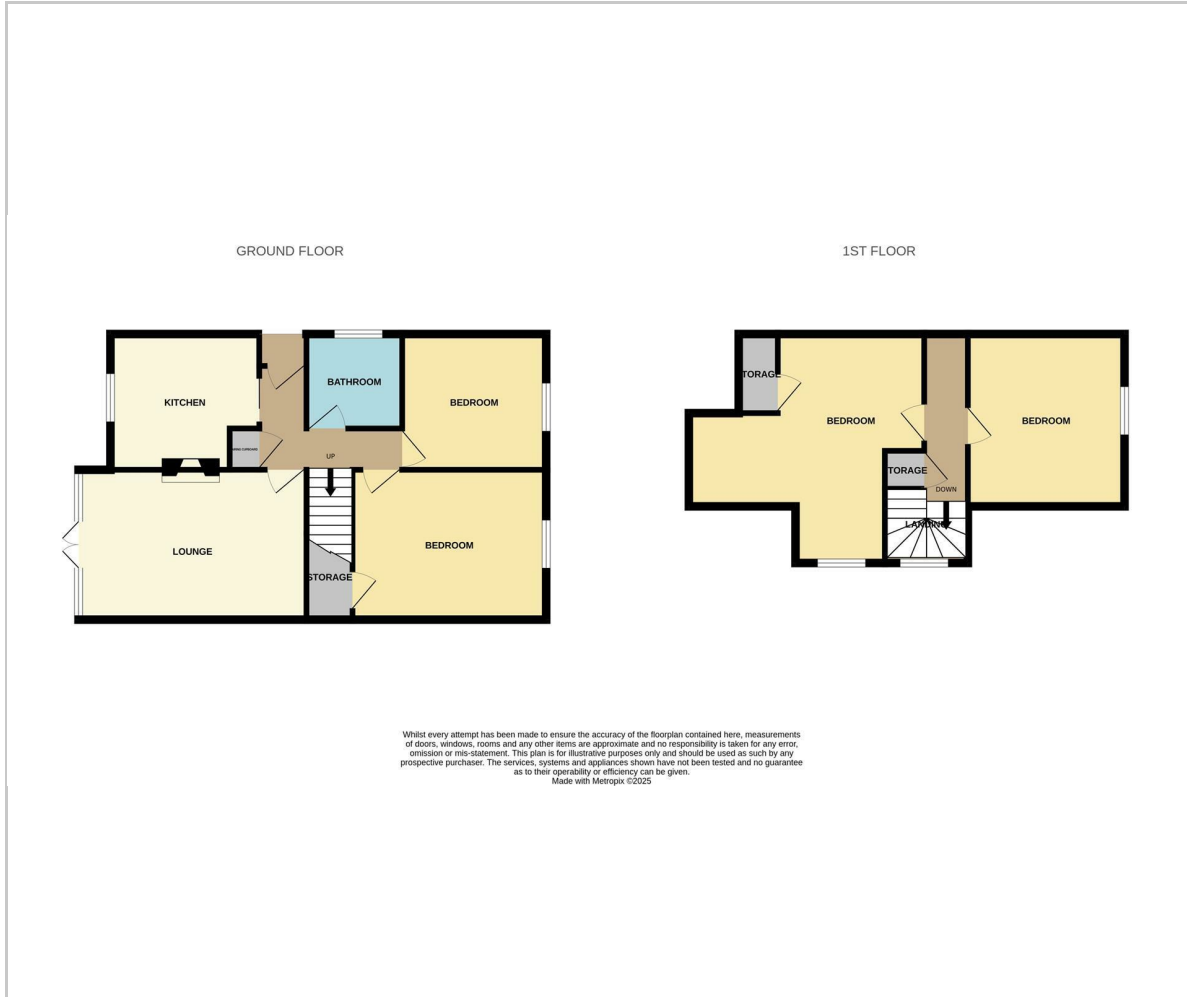 GROUND FLOOR
1ST FLOOR
BATHROOM
KITCHEN
BEDROOM
UP
LOUNGE
BEDROOM
STORAGE
TORAGE
BEDROOM
BEDROOM
TORAGE
DOWN
LANDING
Whilst every attempt has been made to ensure the accuracy of the floorplan contained here, measurements
of doors, windows, rooms and any other items are approximate and no responsibility is taken for any error,
omission or mis-statement. This plan is for illustrative purposes only and should be used as such by any
prospective purchaser. The services, systems and appliances shown have not been tested and no guarantee
as to their operability or efficiency can be given.
Made with Metropix ©2025